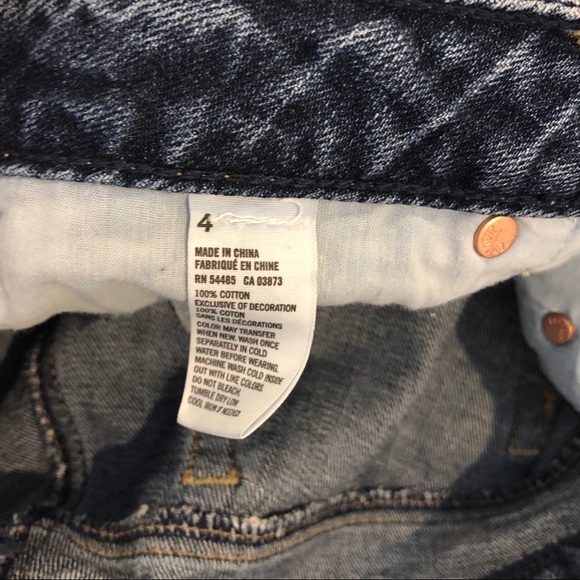 4
MADE IN CHINA
FABRIQUÉ EN CHINE
RN 54485 CA 03873
100% COTTON
EXCLUSIVE OF DECORATION
100% COTON
SANS LES DÉCORATIONS
COLOR MAY TRANSFER
WHEN NEW. WASH ONCE
SEPARATELY IN COLD
WATER BEFORE WEARING.
MACHINE WASH COLD INSIDE
OUT WITH LIKE COLORS
DO NOT BLEACH
TUMBLE DRY LOW
COOL IRON IF NEEDED